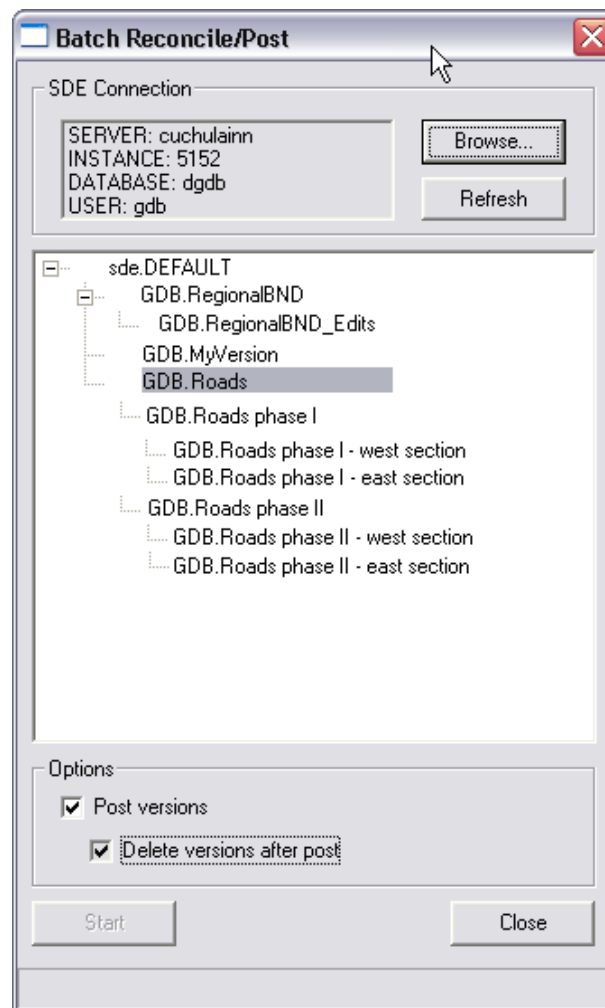 Batch Reconcile/Post
SDE Connection
SERVER: cuchulainn
INSTANCE: 5152
DATABASE: dgdb
USER: gdb
Browse...
Refresh
sde.DEFAULT
GDB.RegionalBND
GDB.RegionalBND_Edits
GDB.MyVersion
GDB.Roads
GDB.Roads phase I
GDB.Roads phase I - west section
GDB.Roads phase I - east section
GDB.Roads phase II
GDB.Roads phase II - west section
GDB.Roads phase II - east section
Options
Post versions
Delete versions after post
Start
Close